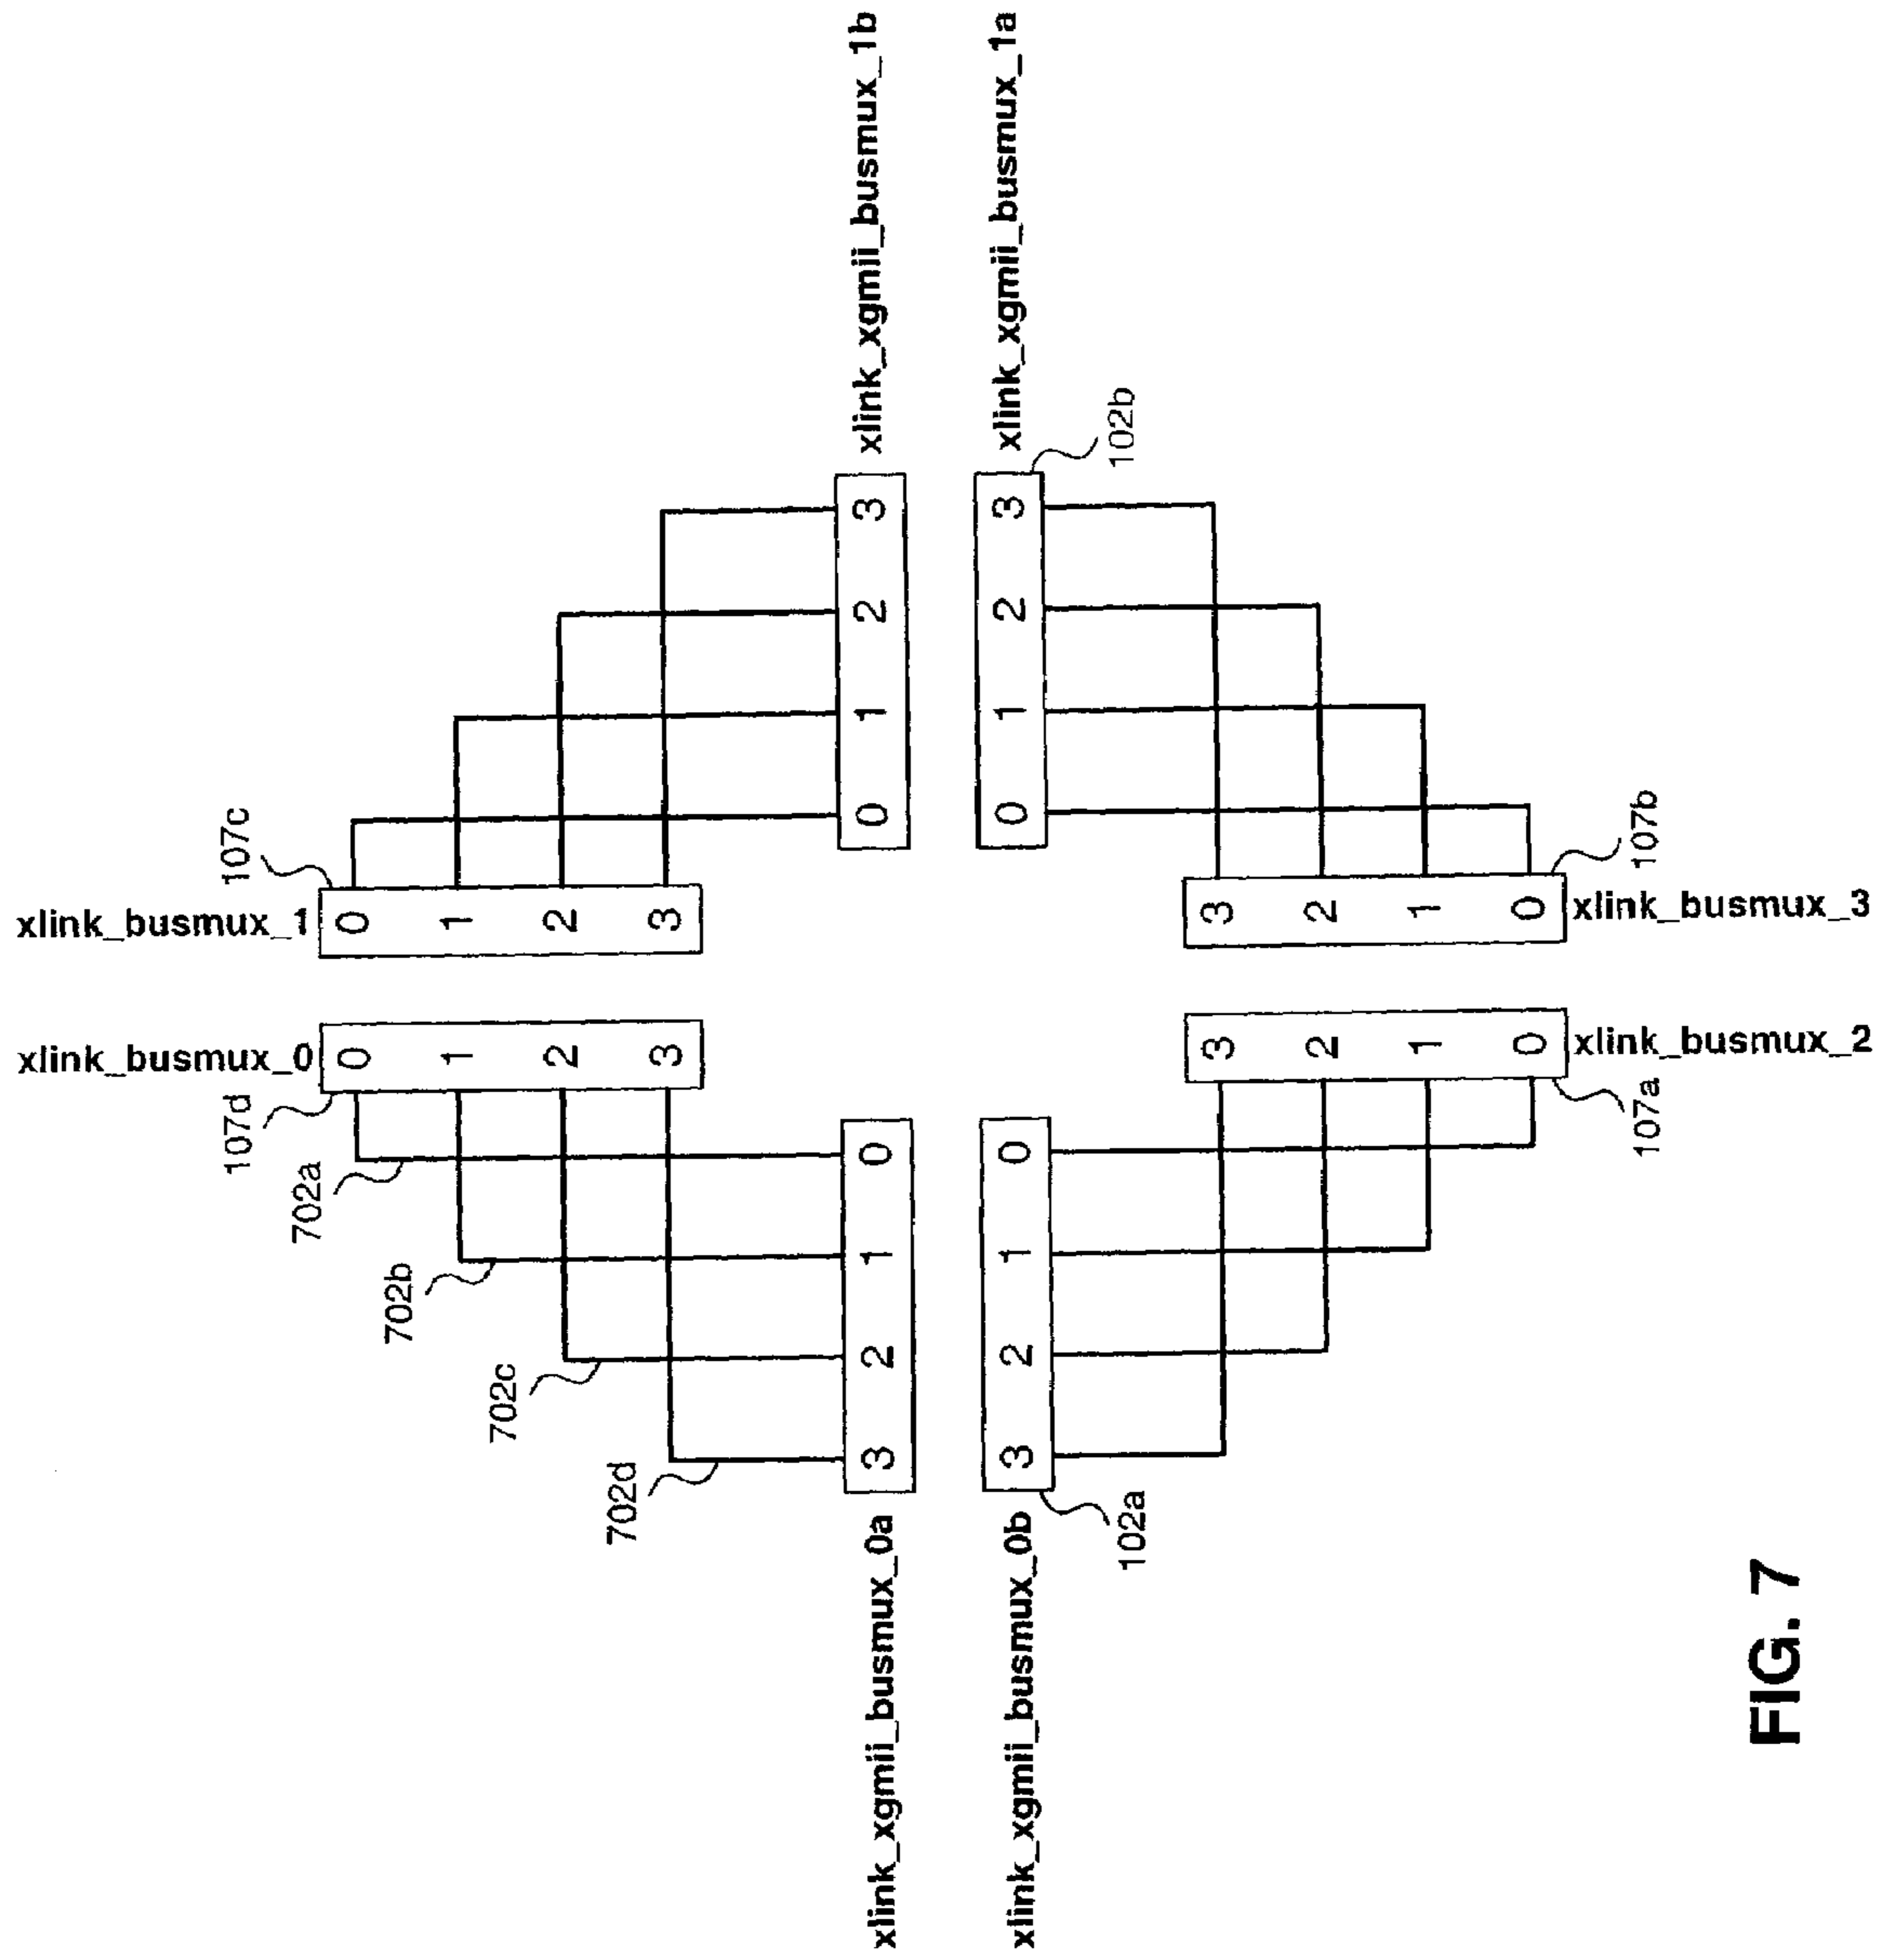 xlink_xgmii_busmux_1b
xlink_xgmii_busmux_1a
102b
3
2
1
0
3
2
1
0
107c
xlink_busmux_1
0
1
2
3
107b
3
2
1
0
xlink_busmux_3
xlink_busmux_0
0
1
2
3
107d
3
2
1
0
xlink_busmux_2
107a
702a
702b
702c
702d
0
1
2
3
0
1
2
3
xlink_xgmii_busmux_0a
xlink_xgmii_busmux_0b
102a
FIG. 7